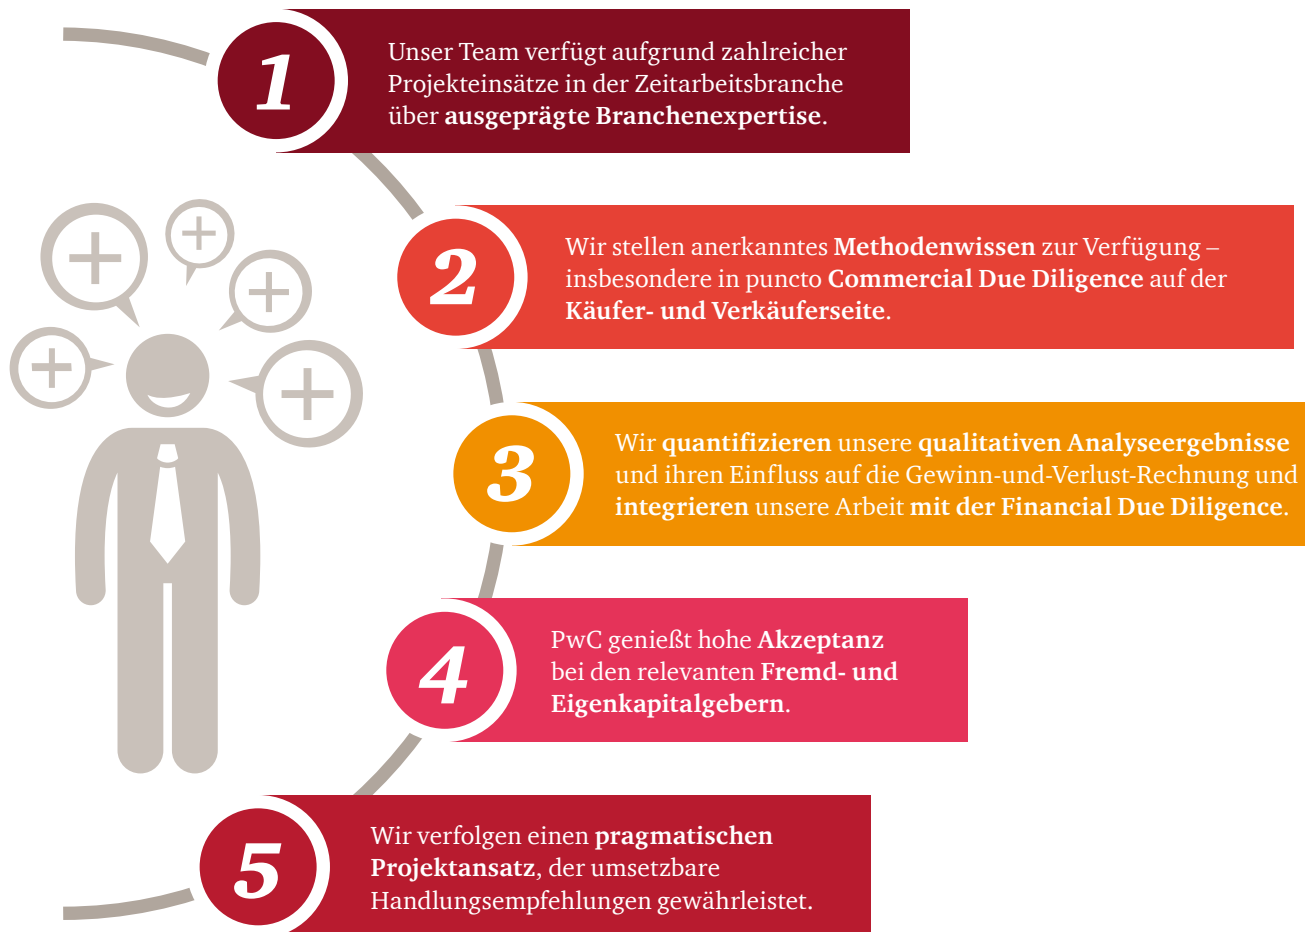 1
Unser Team verfügt aufgrund zahlreicher
Projekteinsätze in der Zeitarbeitsbranche
über ausgeprägte Branchenexpertise.
2
Wir stellen anerkanntes Methodenwissen zur Verfügung –
insbesondere in puncto Commercial Due Diligence auf der
Käufer- und Verkäuferseite.
3
Wir quantifizieren unsere qualitativen Analyseergebnisse
und ihren Einfluss auf die Gewinn-und-Verlust-Rechnung und
integrieren unsere Arbeit mit der Financial Due Diligence.
4
PwC genießt hohe Akzeptanz
bei den relevanten Fremd- und
Eigenkapitalgebern.
5
Wir verfolgen einen pragmatischen
Projektansatz, der umsetzbare
Handlungsempfehlungen gewährleistet.